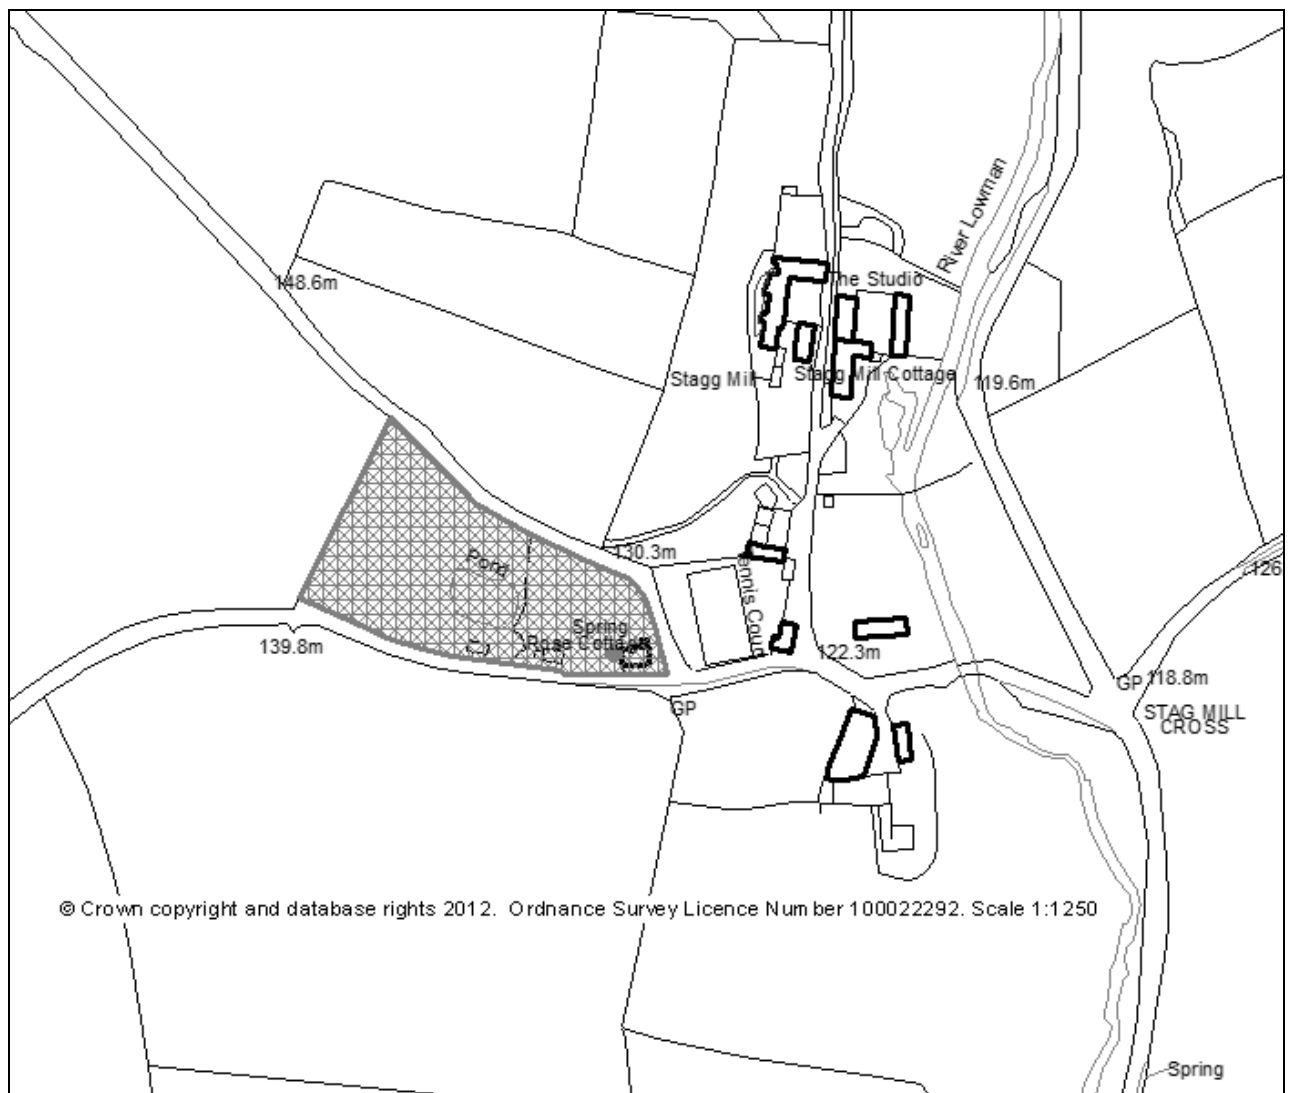 River Lowman
148.6m
The Studio
Stagg Mill
Stagg Mill Cottage
119.6m
130.3m
Pond
126
Tennis Court
Spring
Rose Cottage
139.8m
122.3m
GP
118.8m
GP
STAG MILL
CROSS
© Crown copyright and database rights 2012. Ordnance Survey Licence Number 100022292. Scale 1:1250
Spring